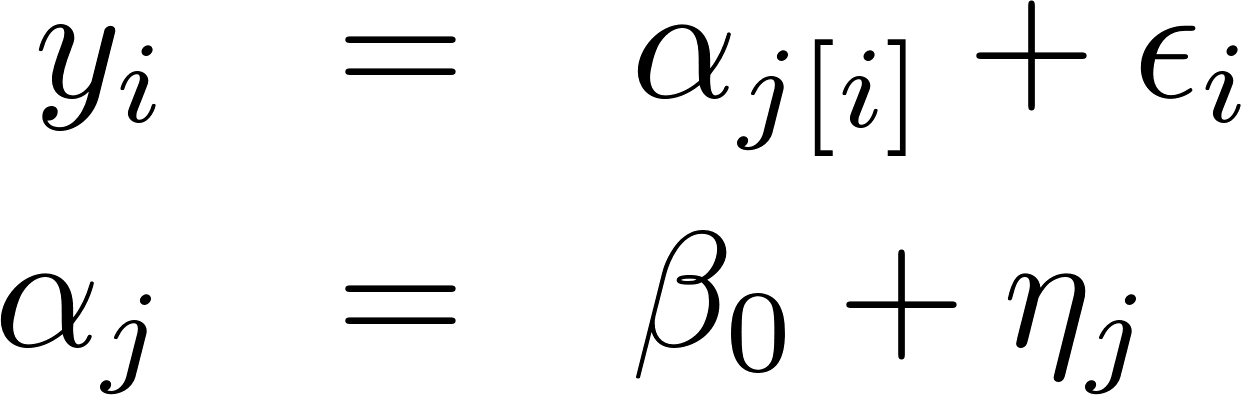 y_i = α_{j[i]} + ϵ_i
α_j = β_0 + η_j